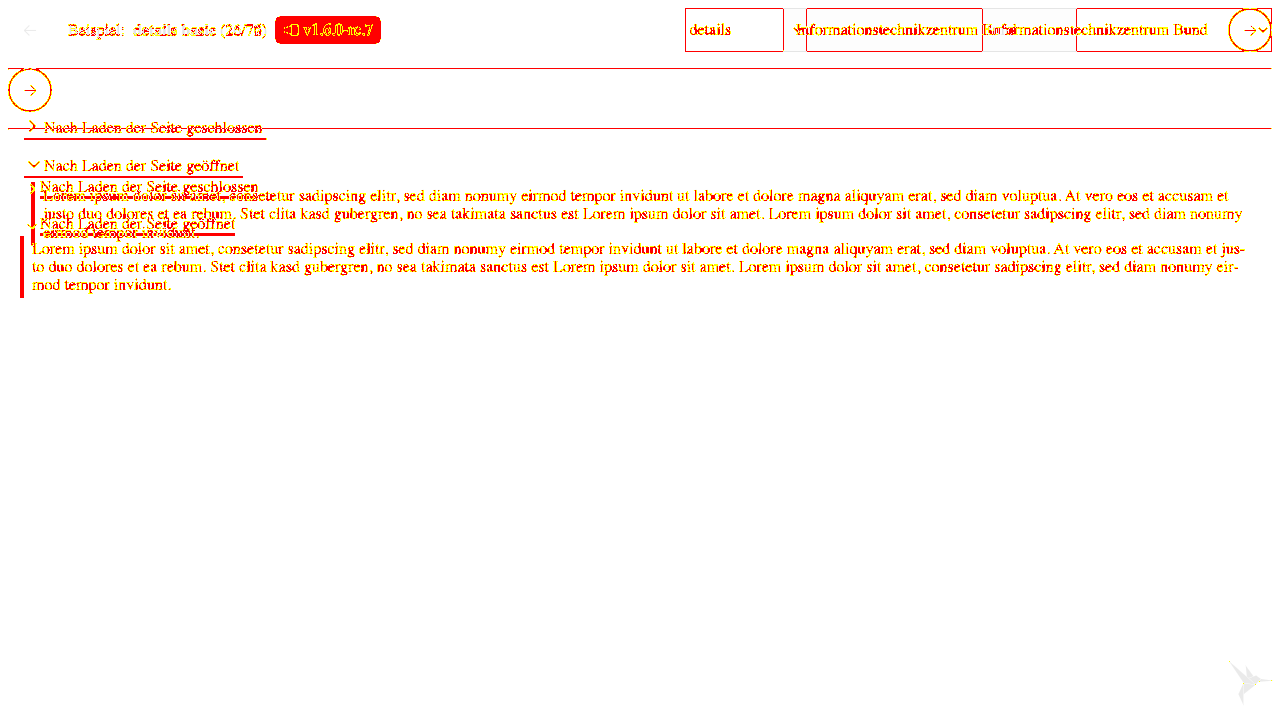 Beispiel: details basic (26/76) v1.6.0-rc.7 details Informationstechnikzentrum Bund Informationstechnikzentrum Bund
Nach Laden der Seite geschlossen
Nach Laden der Seite geöffnet
Nach Laden der Seite geschlossen
Lorem ipsum dolor sit amet, consetetur sadipscing elitr, sed diam nonumy eirmod tempor invidunt ut labore et dolore magna aliquyam erat, sed diam voluptua. At vero eos et accusam et
justo duo dolores et ea rebum. Stet clita kasd gubergren, no sea takimata sanctus est Lorem ipsum dolor sit amet. Lorem ipsum dolor sit amet, consetetur sadipscing elitr, sed diam nonumy
Nach Laden der Seite geöffnet
eirmod tempor invidunt.
Lorem ipsum dolor sit amet, consetetur sadipscing elitr, sed diam nonumy eirmod tempor invidunt ut labore et dolore magna aliquyam erat, sed diam voluptua. At vero eos et accusam et jus-
to duo dolores et ea rebum. Stet clita kasd gubergren, no sea takimata sanctus est Lorem ipsum dolor sit amet. Lorem ipsum dolor sit amet, consetetur sadipscing elitr, sed diam nonumy eir-
mod tempor invidunt.